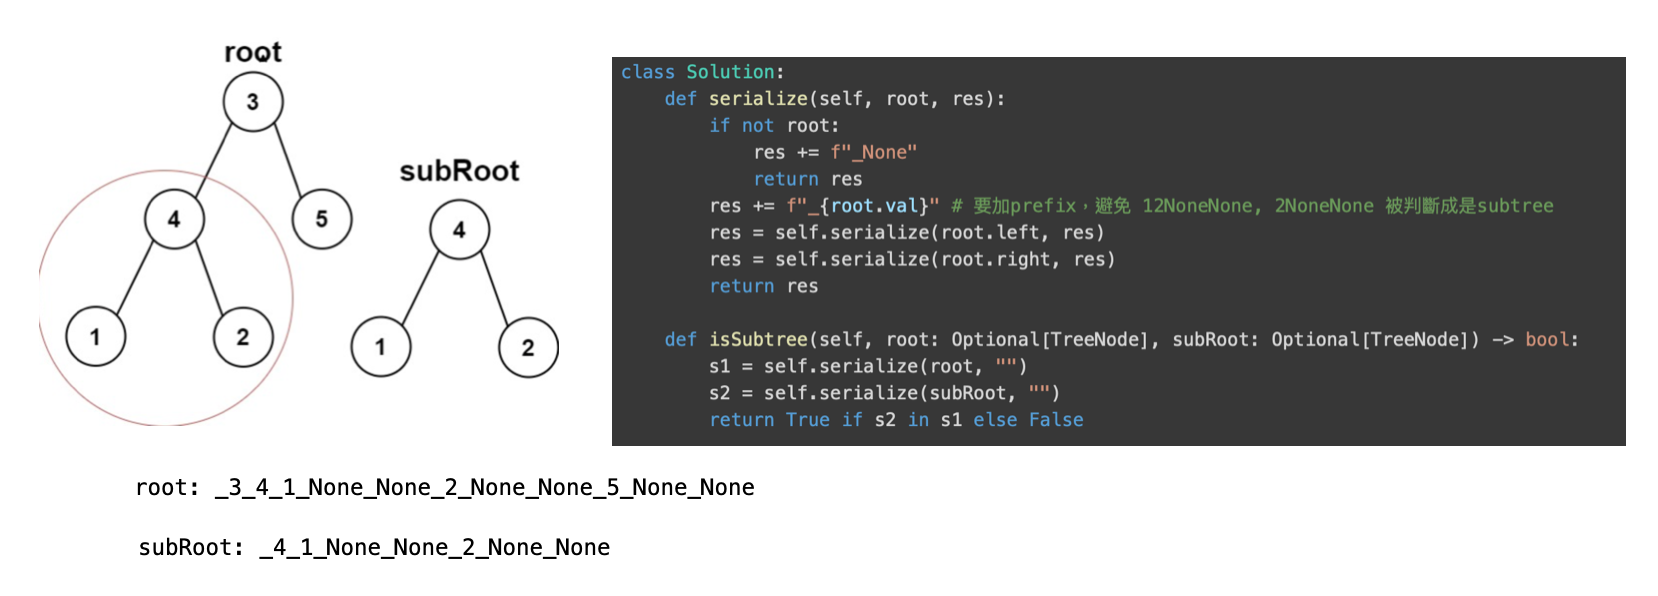 root
3
4
5
1
2
subRoot
4
1
2
class Solution:
    def serialize(self, root, res):
        if not root:
            res += f"_None"
            return res
        res += f"_{root.val}" # 要加prefix，避免 12NoneNone, 2NoneNone 被判斷成是subtree
        res = self.serialize(root.left, res)
        res = self.serialize(root.right, res)
        return res
    def isSubtree(self, root: Optional[TreeNode], subRoot: Optional[TreeNode]) -> bool:
        s1 = self.serialize(root, "")
        s2 = self.serialize(subRoot, "")
        return True if s2 in s1 else False
root: _3_4_1_None_None_2_None_None_5_None_None
subRoot: _4_1_None_None_2_None_None